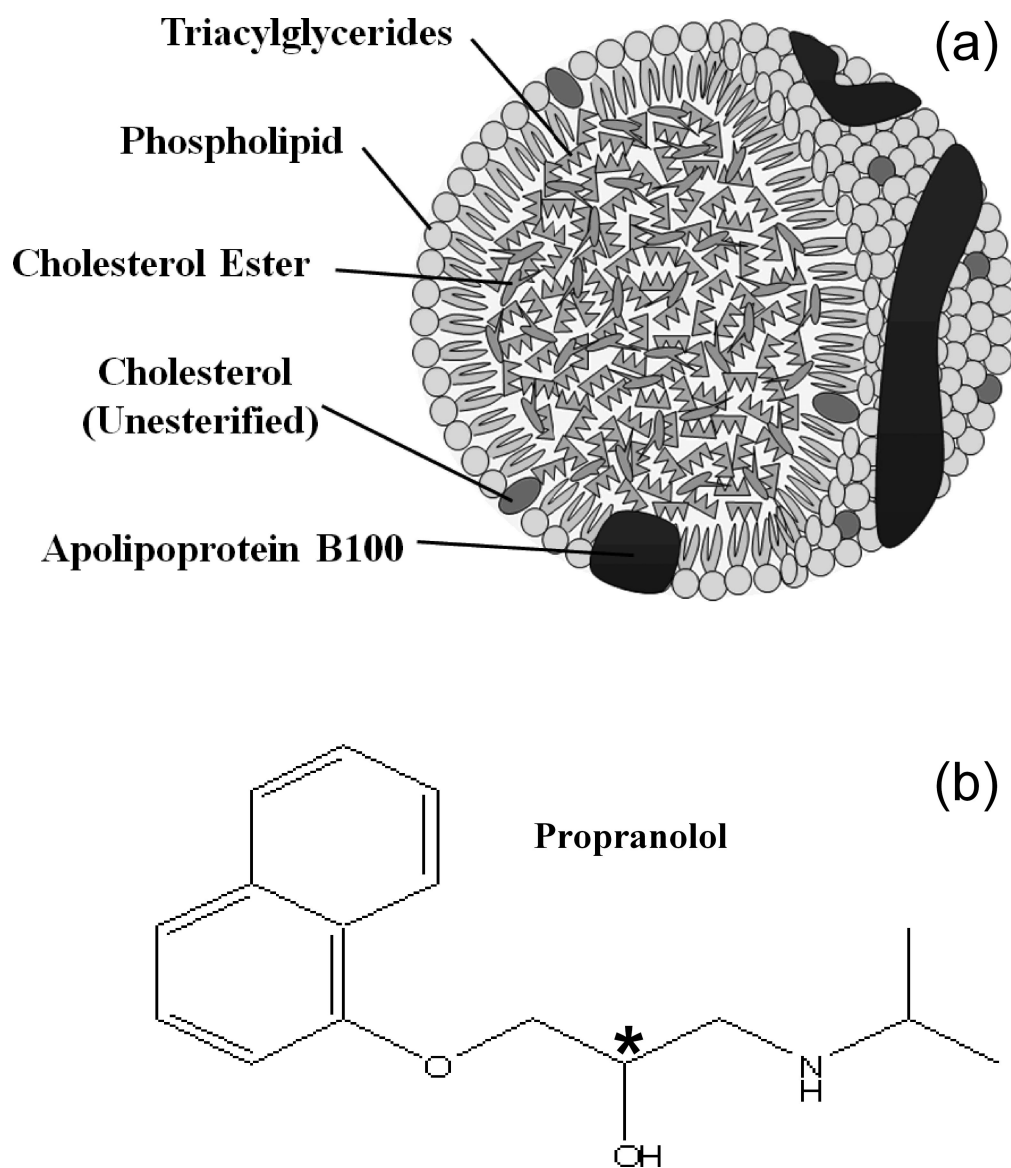 (a)
Triacylglycerides
Phospholipid
Cholesterol Ester
Cholesterol
(Unesterified)
Apolipoprotein B100
(b)
Propranolol
*
O
OH
N
H